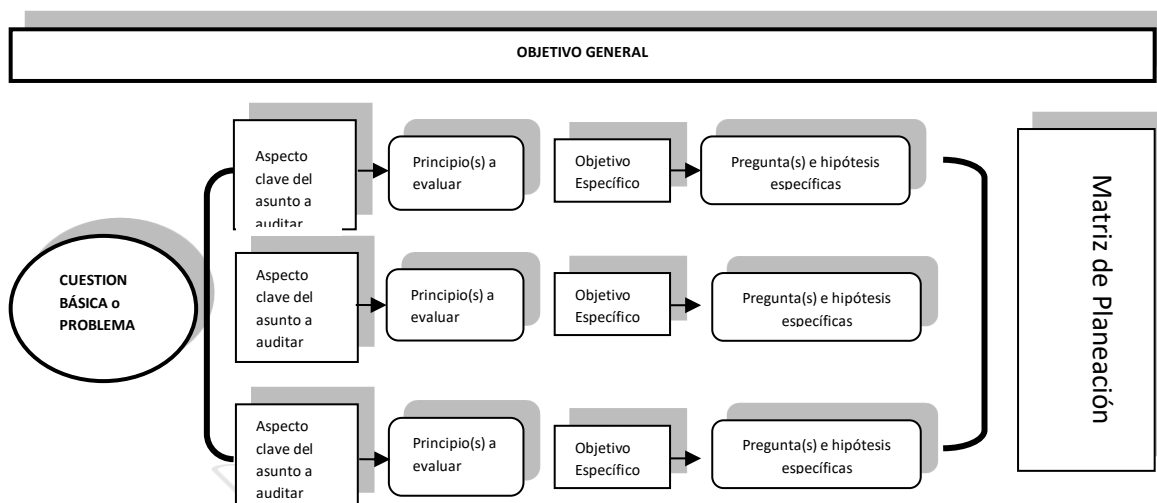 OBJETIVO GENERAL
CUESTION
BÁSICA o
PROBLEMA
Aspecto
clave del
asunto a
auditar
Principio(s) a
evaluar
Objetivo
Específico
Pregunta(s) e hipótesis
específicas
Aspecto
clave del
asunto a
auditar
Principio(s) a
evaluar
Objetivo
Específico
Pregunta(s) e hipótesis
específicas
Aspecto
clave del
asunto a
auditar
Principio(s) a
evaluar
Objetivo
Específico
Pregunta(s) e hipótesis
específicas
Matriz de Planeación